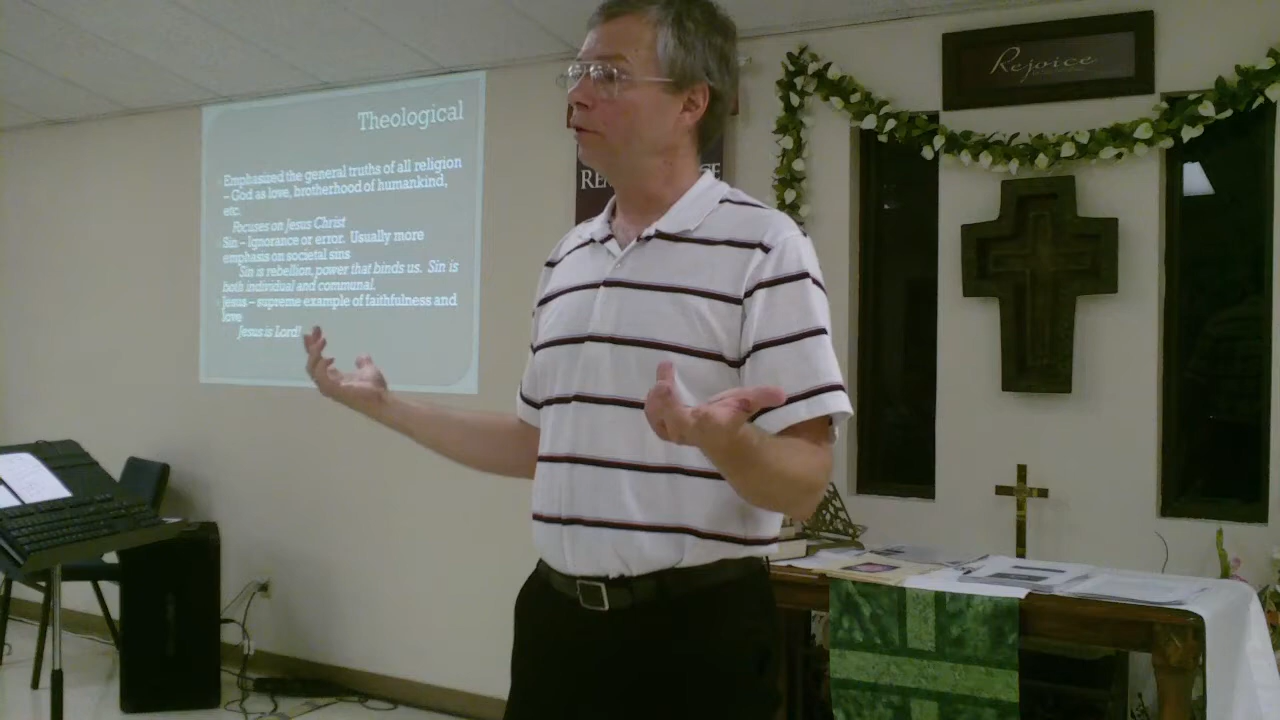 Theological
Emphasized the general truths of all religion
– God as love, brotherhood of humankind,
etc.
Focuses on Jesus Christ
Sin – Ignorance or error. Usually more
emphasis on societal sins
Sin is rebellion, power that binds us. Sin is
both individual and communal.
Jesus – supreme example of faithfulness and
love
Jesus is Lord!
Rejoice